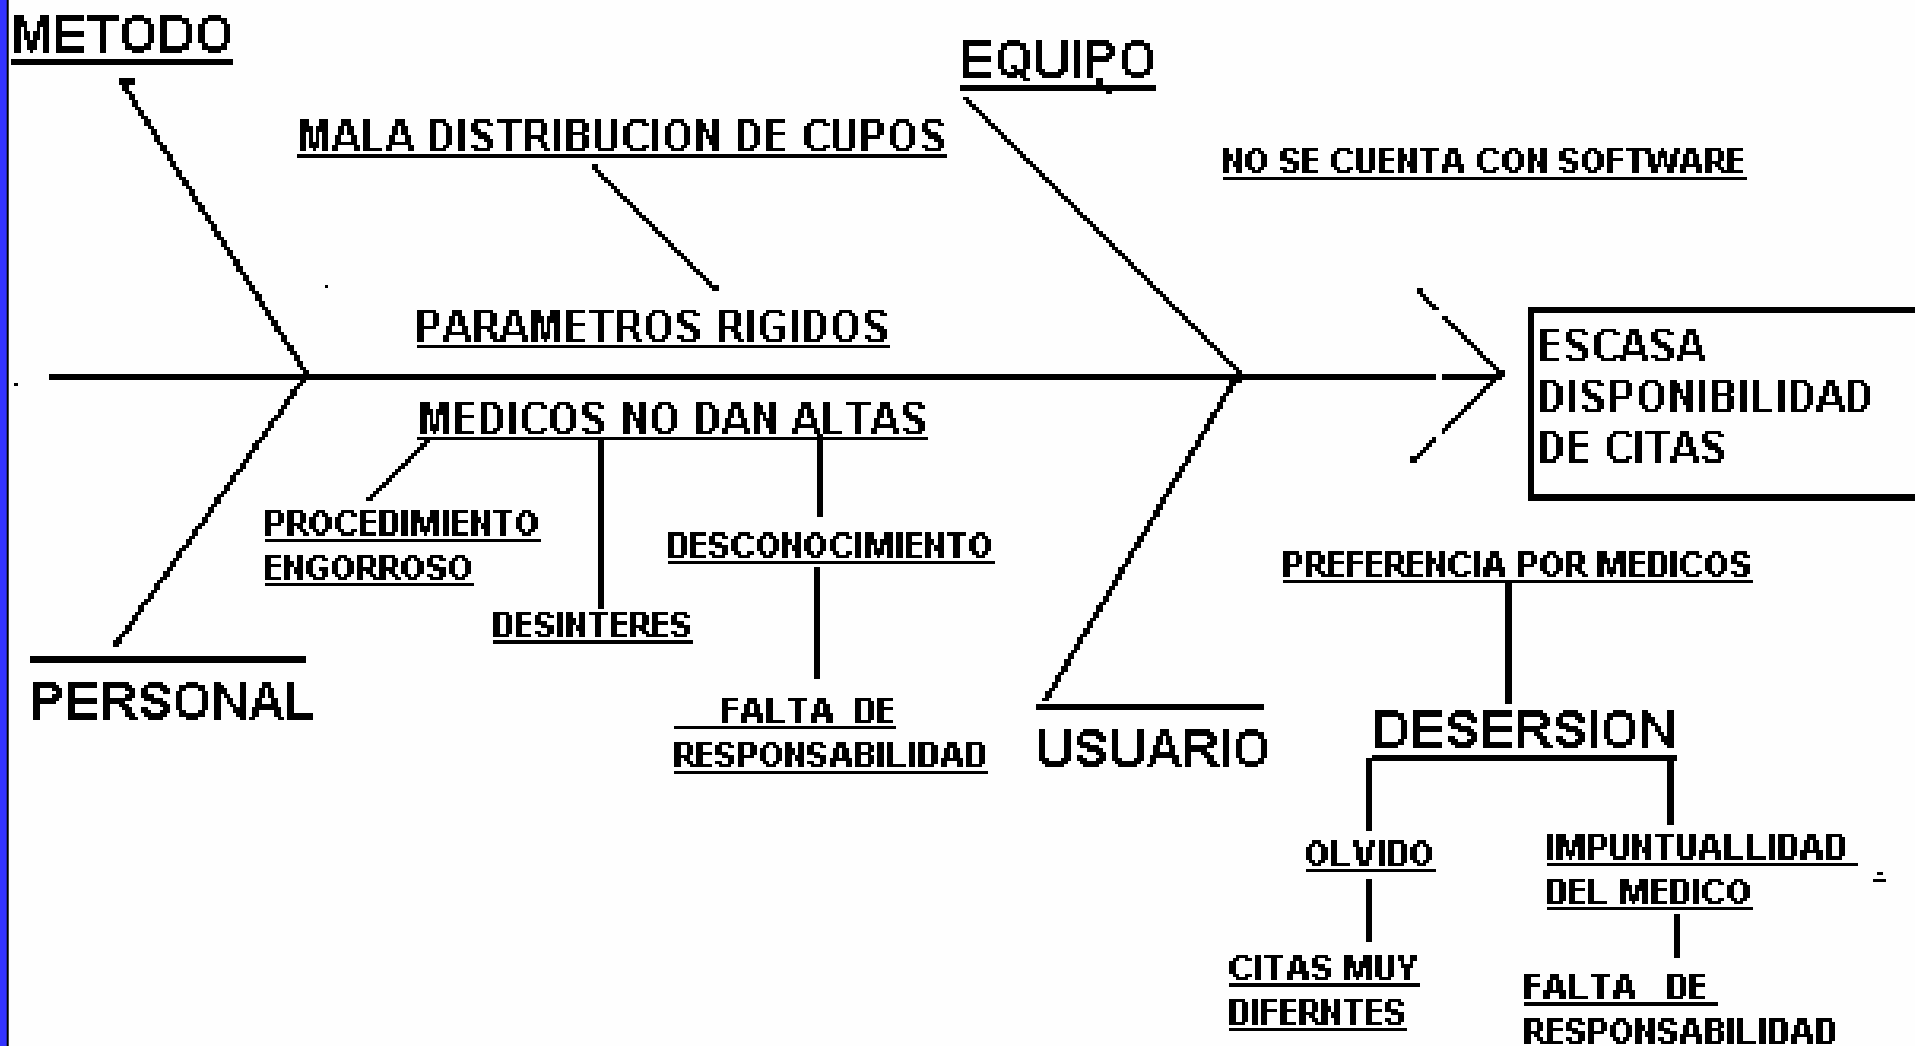 METODO
EQUIPO
MALA DISTRIBUCION DE CUPOS
NO SE CUENTA CON SOFTWARE
PARAMETROS RIGIDOS
ESCASA
DISPONIBILIDAD
DE CITAS
MEDICOS NO DAN ALTAS
PROCEDIMIENTO
ENGORROSO
DESCONOCIMIENTO
DESINTERES
PREFERENCIA POR MEDICOS
PERSONAL
FALTA DE
RESPONSABILIDAD
USUARIO
DESERSION
OLVIDO
IMPUNTUALLIDAD
DEL MEDICO
CITAS MUY
DIFERNTES
FALTA DE
RESPONSABILIDAD